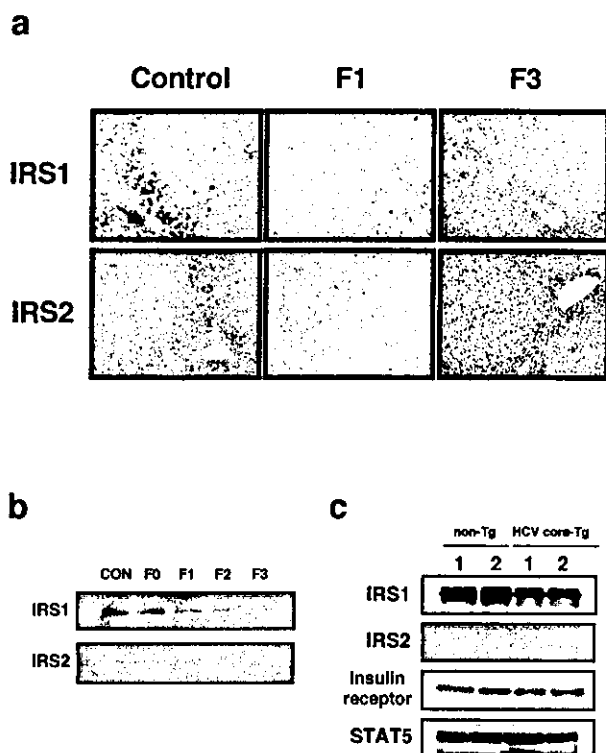 a
Control F1 F3
IRS1
IRS2
b
CON F0 F1 F2 F3
IRS1
IRS2
c
non-Tg HCV core-Tg
1 2 1 2
IRS1
IRS2
Insulin
receptor
STAT5